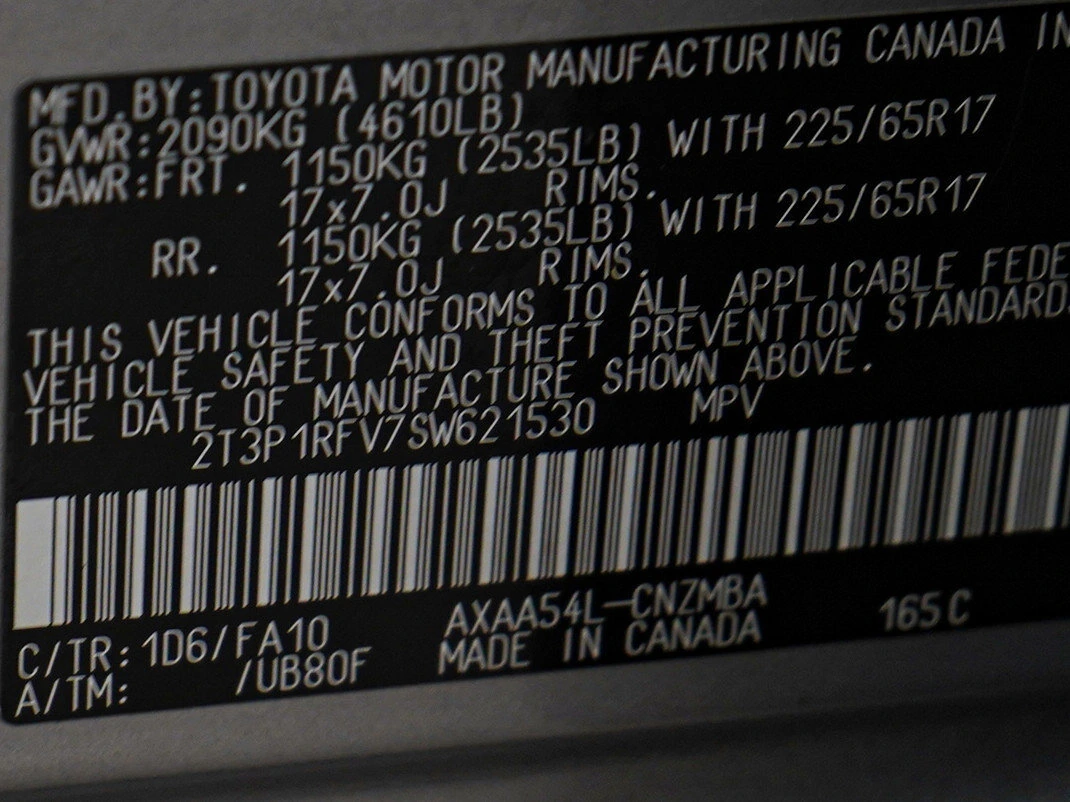 MFD.BY:TOYOTA MOTOR MANUFACTURING CANADA IN
GVWR:2090KG (4610LB)
GAWR:FRT. 1150KG (2535LB) WITH 225/65R17
17x7.0J RIMS.
RR. 1150KG (2535LB) WITH 225/65R17
17x7.0J RIMS.
THIS VEHICLE CONFORMS TO ALL APPLICABLE FEDE
VEHICLE SAFETY AND THEFT PREVENTION STANDARD
THE DATE OF MANUFACTURE SHOWN ABOVE.
2T3P1RFV7SW621530 MPV
C/TR:1D6/FA10 AXAA54L-CNZMBA 165C
A/TM: /UB80F MADE IN CANADA